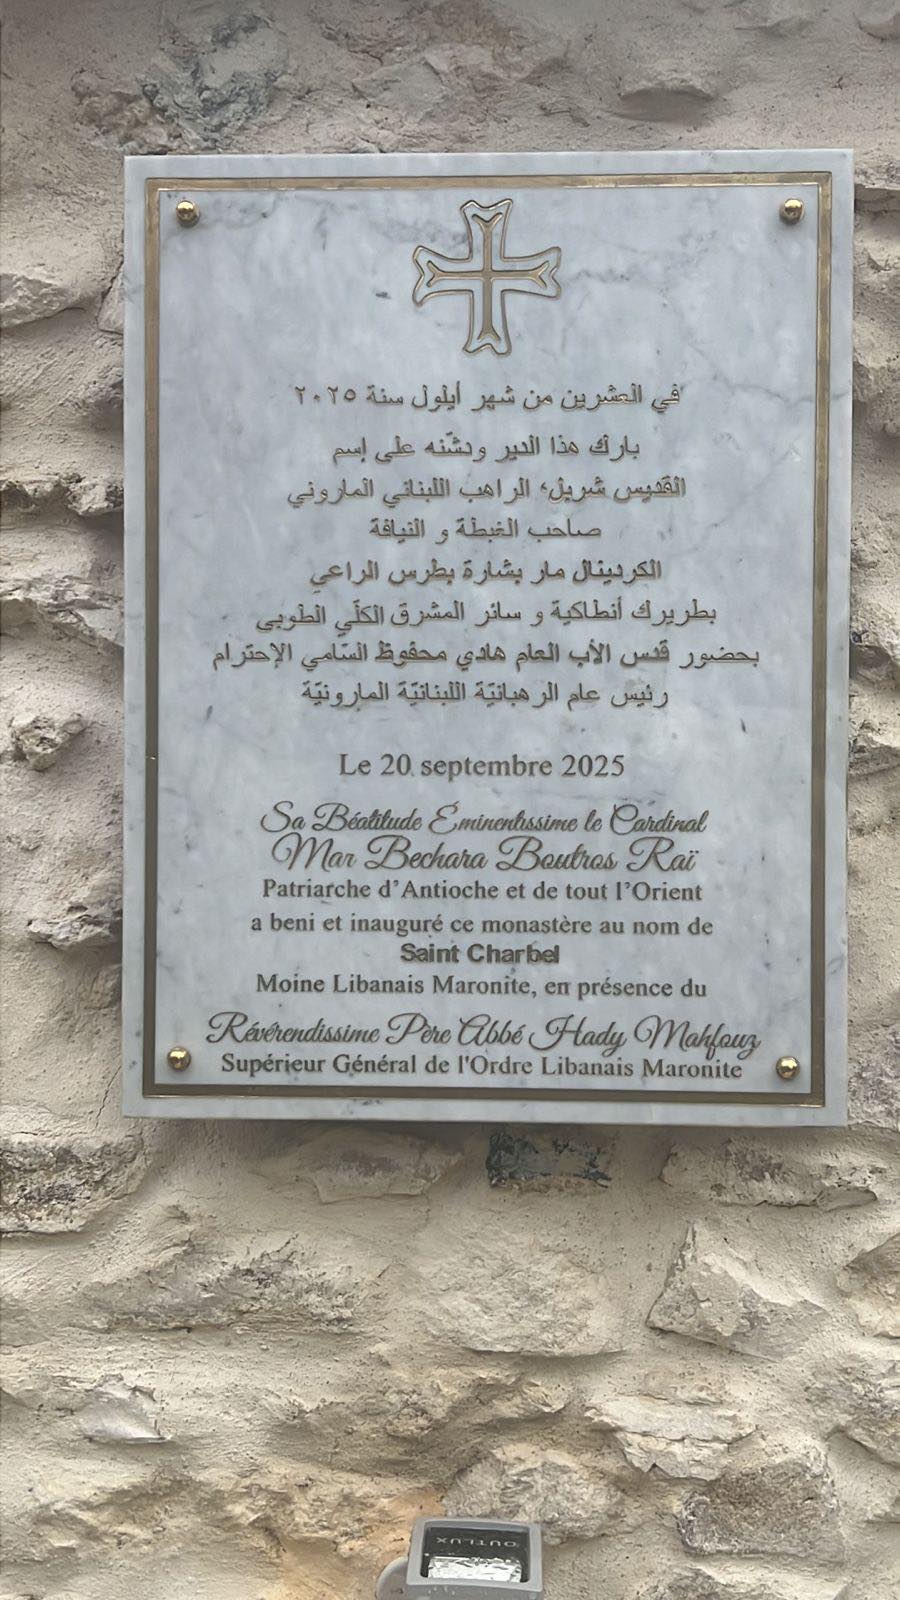 في العشرين من شهر أيلول سنة ٢٠٢٥
بارك هذا الدير ودشّنه على إسم
القديس شربل، الراهب اللبناني الماروني
صاحب الغبطة و النيافة
الكردينال مار بشارة بطرس الراعي
بطريرك أنطاكية و سائر المشرق الكلّي الطوبى
بحضور قدس الأب العام هادي محفوظ السّامي الإحترام
رئيس عام الرهبانيّة اللبنانيّة المارونيّة
Le 20 septembre 2025
Sa Béatitude Éminentissime le Cardinal
Mar Bechara Boutros Raï
Patriarche d’Antioche et de tout l’Orient
a beni et inauguré ce monastère au nom de
Saint Charbel
Moine Libanais Maronite, en présence du
Révérendissime Père Abbé Hady Mahfouz
Supérieur Général de l'Ordre Libanais Maronite
OUTLUX